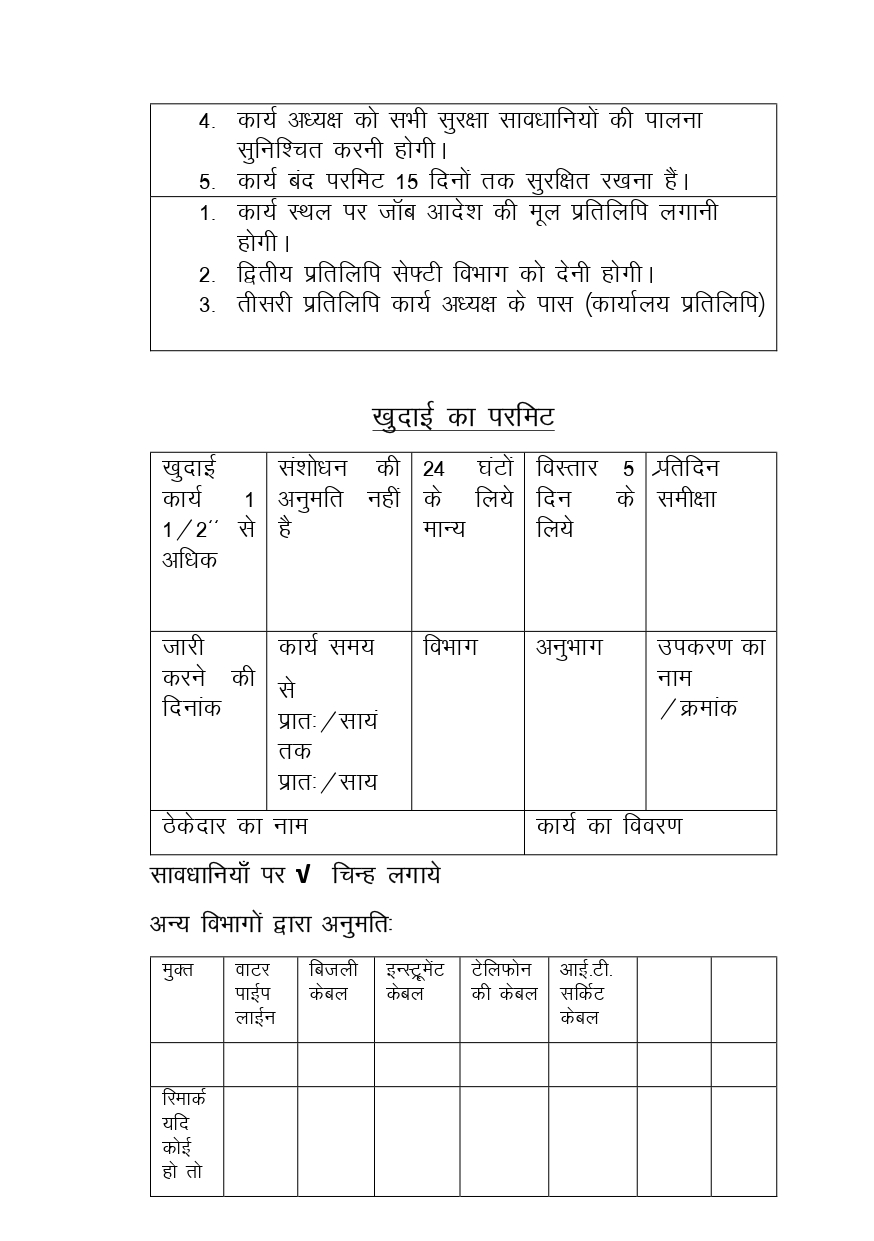 4. कार्य अध्यक्ष को सभी सुरक्षा सावधानियों की पालना
सुनिश्चित करनी होगी।
5. कार्य बंद परमिट 15 दिनों तक सुरक्षित रखना हैं।
1. कार्य स्थल पर जॉब आदेश की मूल प्रतिलिपि लगानी
होगी।
2. द्वितीय प्रतिलिपि सेफ्टी विभाग को देनी होगी।
3. तीसरी प्रतिलिपि कार्य अध्यक्ष के पास (कार्यालय प्रतिलिपि)
खुदाई का परमिट
खुदाई
कार्य 1
1/2'' से
अधिक
संशोधन की
अनुमति नहीं
है
24 घंटों
के लिये
मान्य
विस्तार 5
दिन के
लिये
प्रतिदिन
समीक्षा
जारी
करने की
दिनांक
कार्य समय
से
प्रातः/सायं
तक
प्रातः/साय
विभाग
अनुभाग
उपकरण का
नाम
/क्रमांक
ठेकेदार का नाम
कार्य का विवरण
सावधानियाँ पर √ चिन्ह लगाये
अन्य विभागों द्वारा अनुमतिः
मुक्त
वाटर
पाईप
लाईन
बिजली
केबल
इन्स्ट्रूमेंट
केबल
टेलिफोन
की केबल
आई.टी.
सर्किट
केबल
रिमार्क
यदि
कोई
हो तो